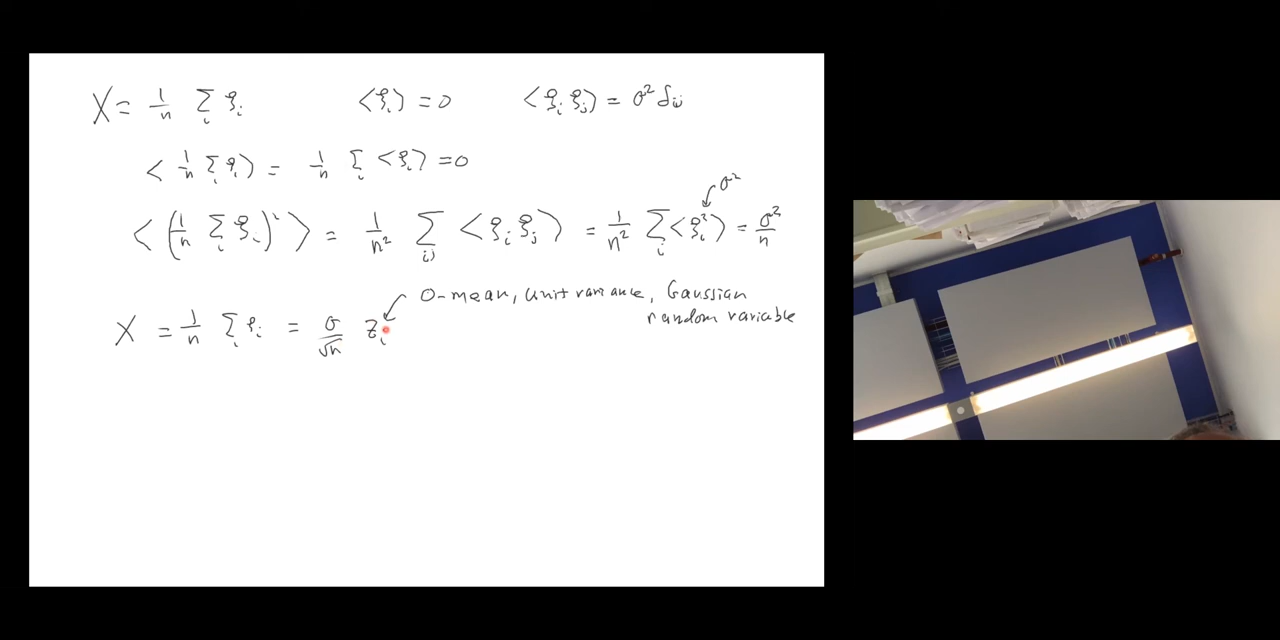 X = 1/n Σ_i ξ_i    <ξ_i> = 0    <ξ_i ξ_j> = σ² δ_ij
< 1/n Σ_i ξ_i > = 1/n Σ_i <ξ_i> = 0
< (1/n Σ_i ξ_i)² > = 1/n² Σ_ij <ξ_i ξ_j> = 1/n² Σ_i <ξ_i²> = σ²/n
σ²
0-mean, unit variance, Gaussian
random variable
X = 1/n Σ_i ξ_i = σ/√n z_i